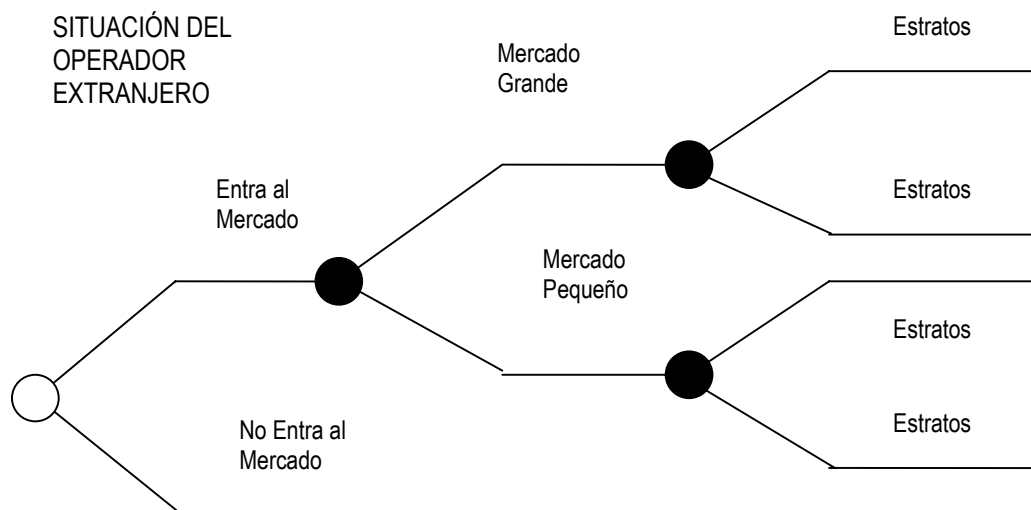 SITUACIÓN DEL
OPERADOR
EXTRANJERO
Mercado
Grande
Estratos
Entra al
Mercado
Estratos
Mercado
Pequeño
Estratos
No Entra al
Mercado
Estratos